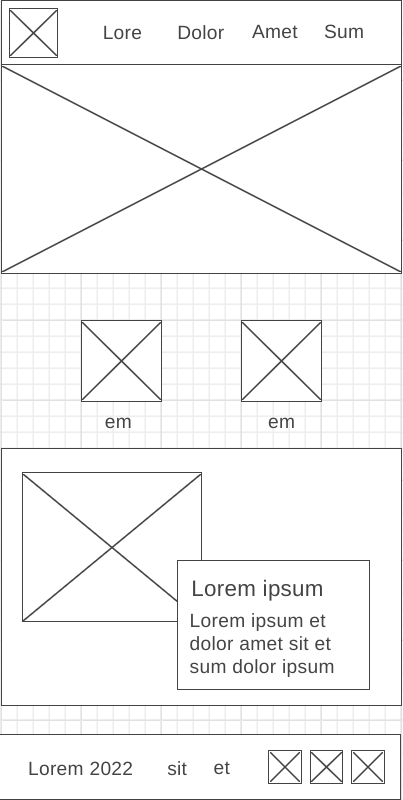 Lore Dolor Amet Sum
em em
Lorem ipsum
Lorem ipsum et
dolor amet sit et
sum dolor ipsum
Lorem 2022 sit et